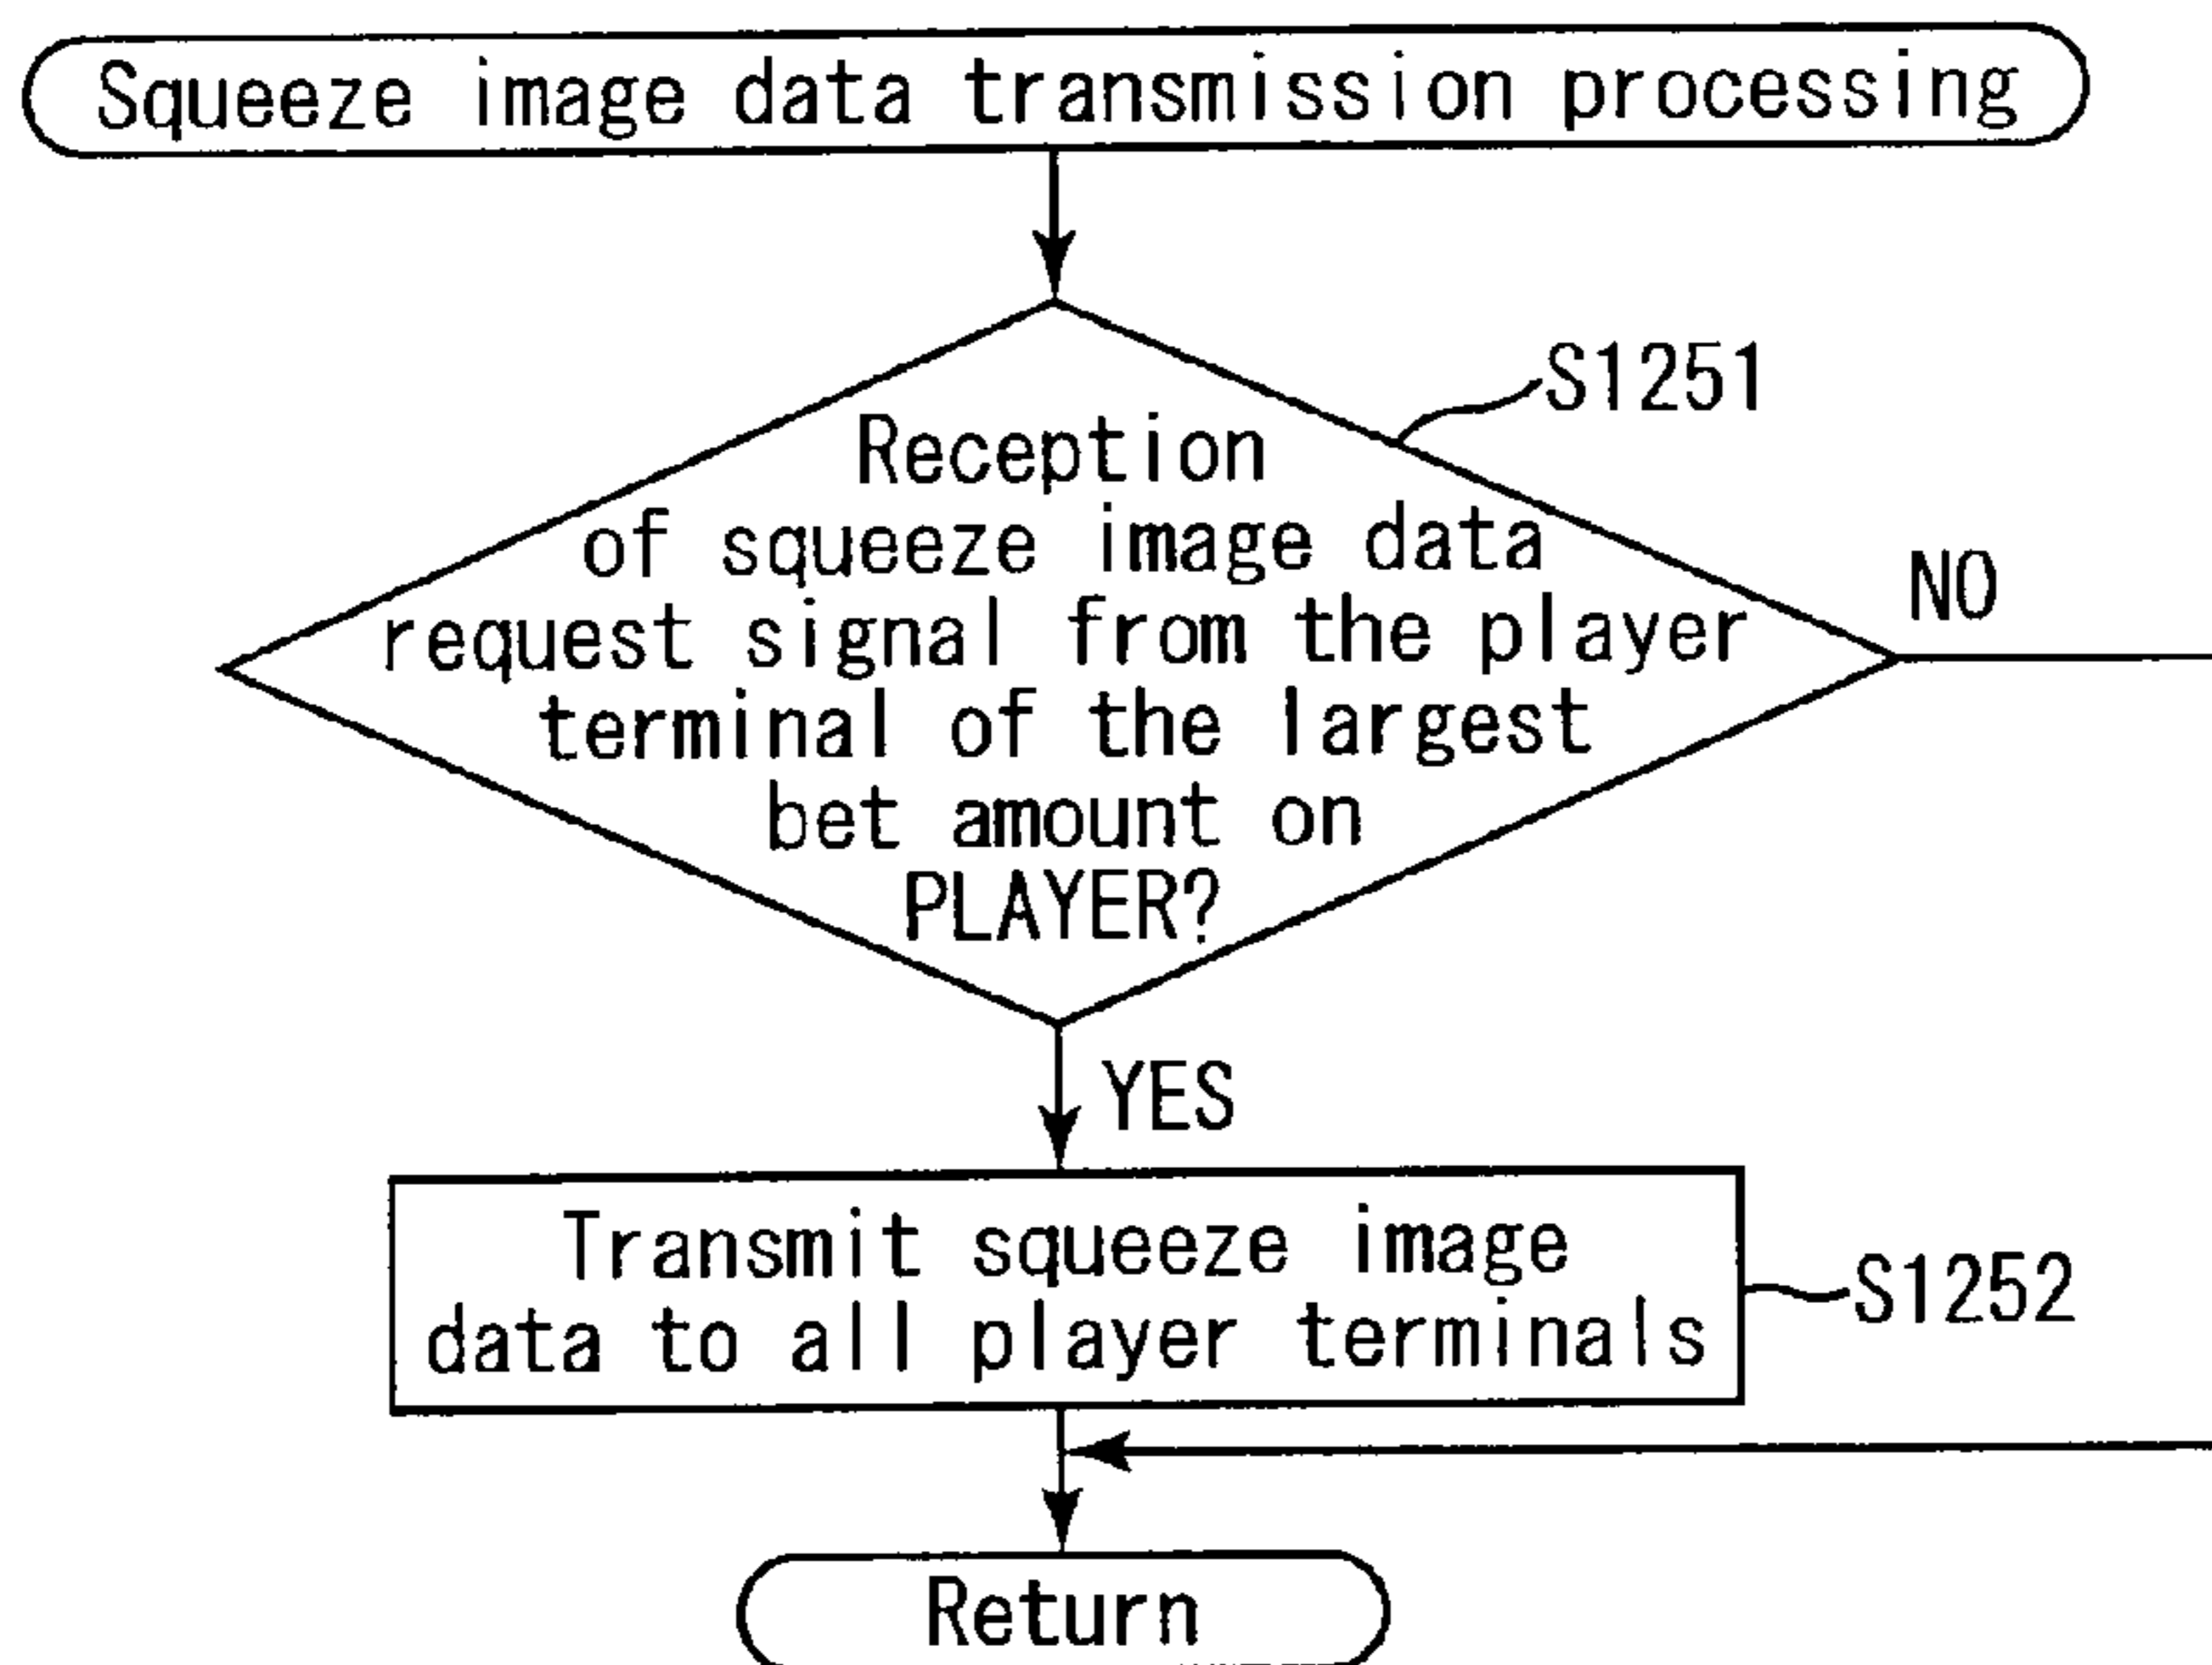 Squeeze image data transmission processing
S1251
Reception
of squeeze image data
request signal from the player
terminal of the largest
bet amount on
PLAYER?
NO
YES
Transmit squeeze image
data to all player terminals
S1252
Return